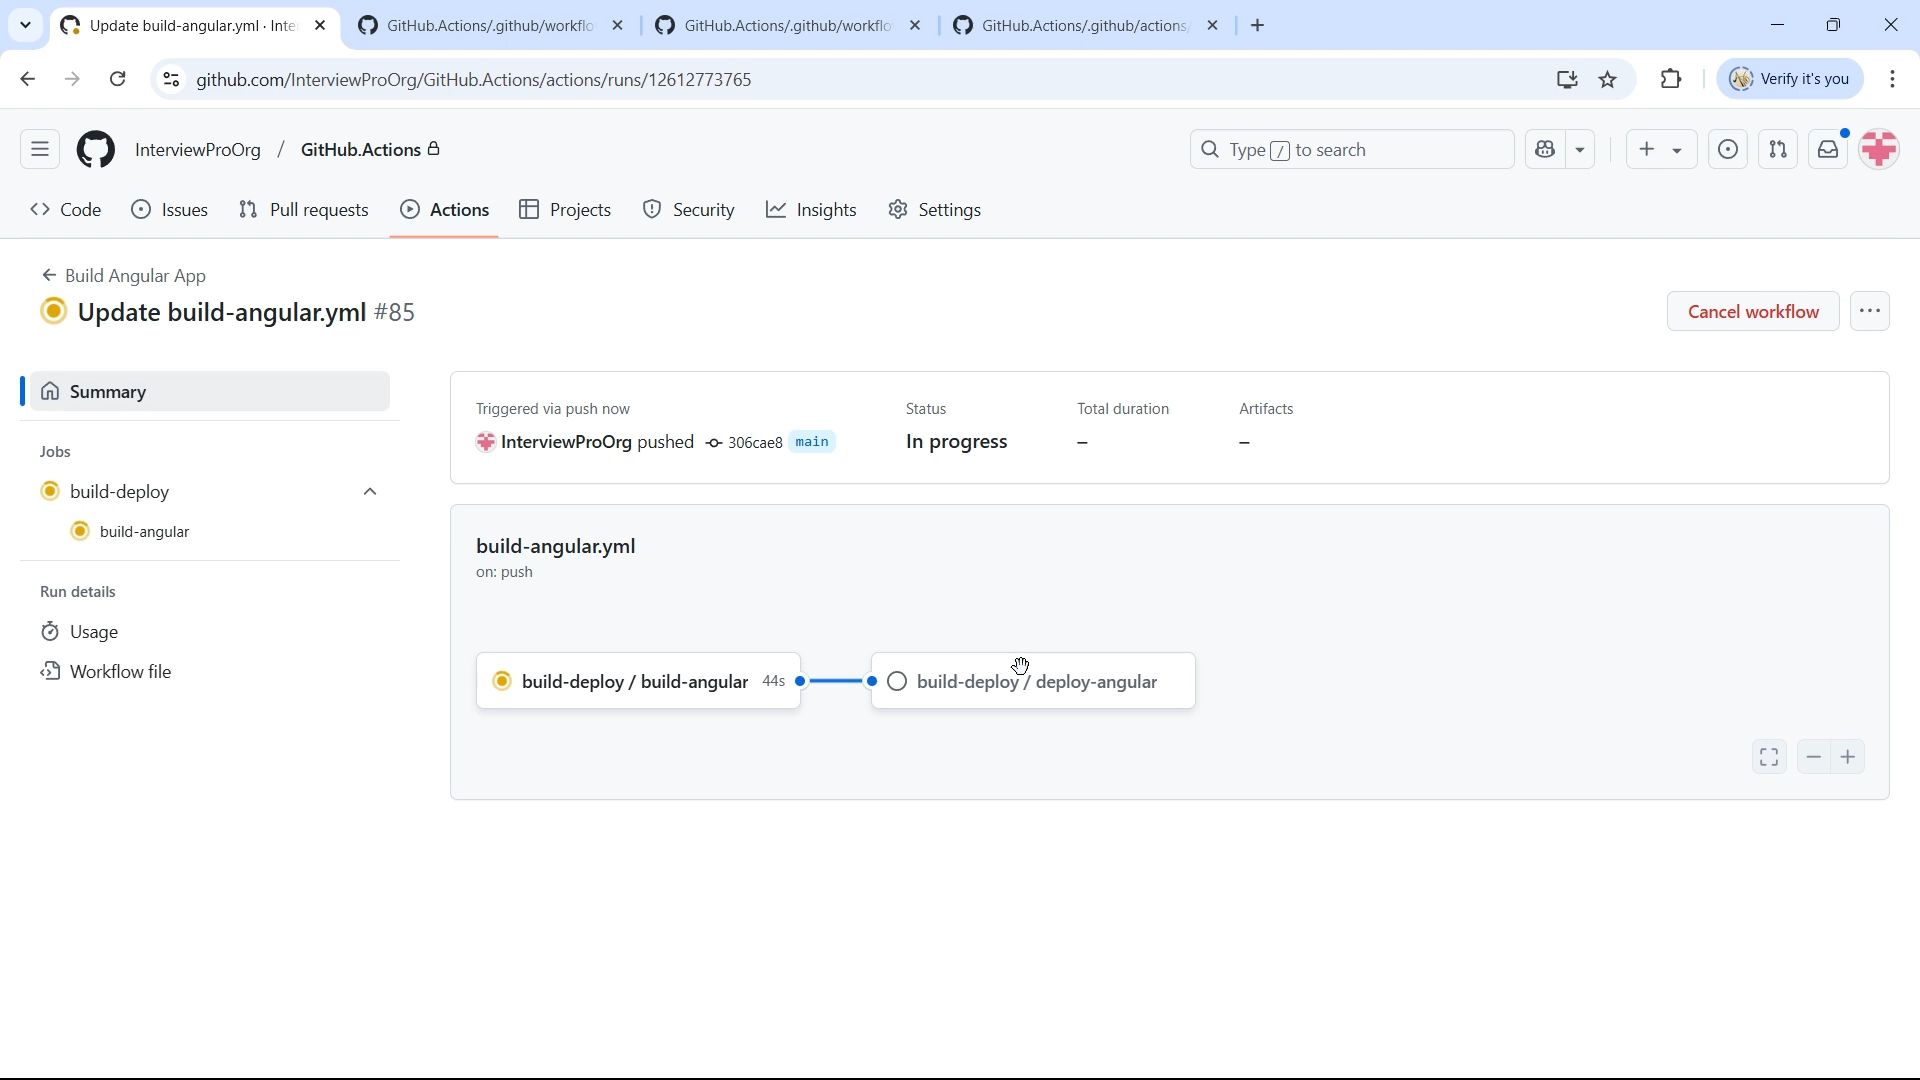 Update build-angular.yml · Inte
GitHub.Actions/.github/workflo
GitHub.Actions/.github/workflo
GitHub.Actions/.github/actions
github.com/InterviewProOrg/GitHub.Actions/actions/runs/12612773765
Verify it's you
InterviewProOrg / GitHub.Actions
Type / to search
Code
Issues
Pull requests
Actions
Projects
Security
Insights
Settings
Build Angular App
Update build-angular.yml #85
Cancel workflow
Summary
Jobs
build-deploy
build-angular
Run details
Usage
Workflow file
Triggered via push now
InterviewProOrg pushed 306cae8 main
Status
In progress
Total duration
–
Artifacts
–
build-angular.yml
on: push
build-deploy / build-angular 44s
build-deploy / deploy-angular